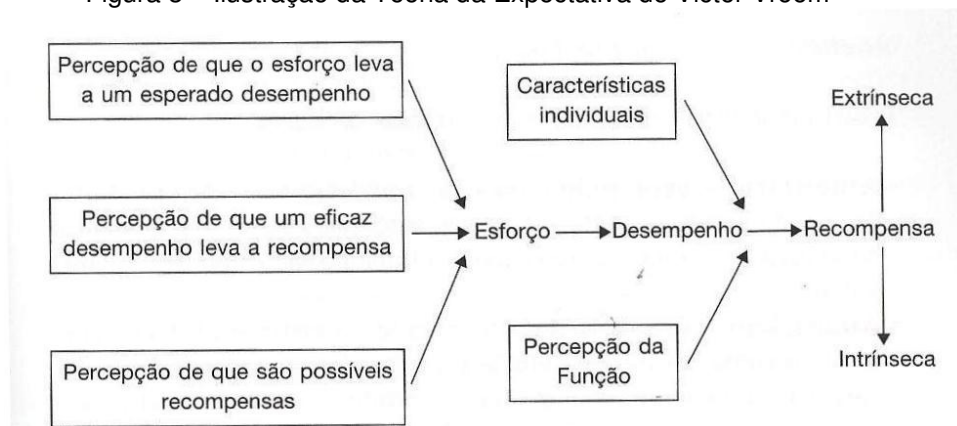 Percepção de que o esforço leva
a um esperado desempenho
Características
individuais
Extrínseca
Percepção de que um eficaz
desempenho leva a recompensa
Esforço
Desempenho
Recompensa
Percepção de que são possíveis
recompensas
Percepção da
Função
Intrínseca